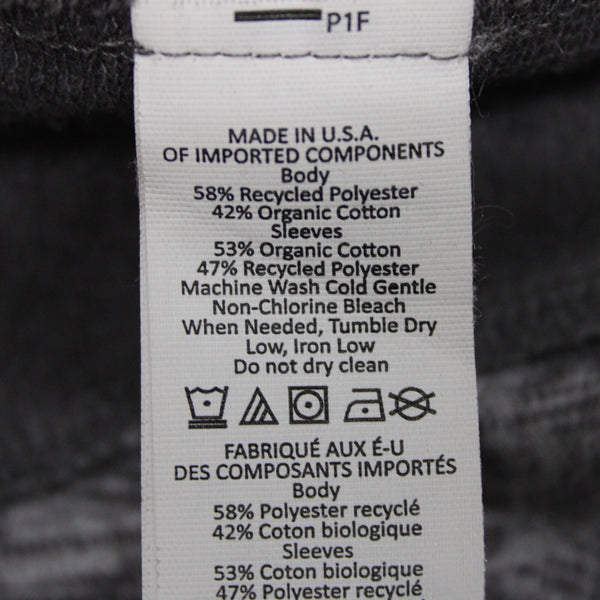 P1F
MADE IN U.S.A.
OF IMPORTED COMPONENTS
Body
58% Recycled Polyester
42% Organic Cotton
Sleeves
53% Organic Cotton
47% Recycled Polyester
Machine Wash Cold Gentle
Non-Chlorine Bleach
When Needed, Tumble Dry
Low, Iron Low
Do not dry clean
FABRIQUÉ AUX É-U
DES COMPOSANTS IMPORTÉS
Body
58% Polyester recyclé
42% Coton biologique
Sleeves
53% Coton biologique
47% Polyester recyclé